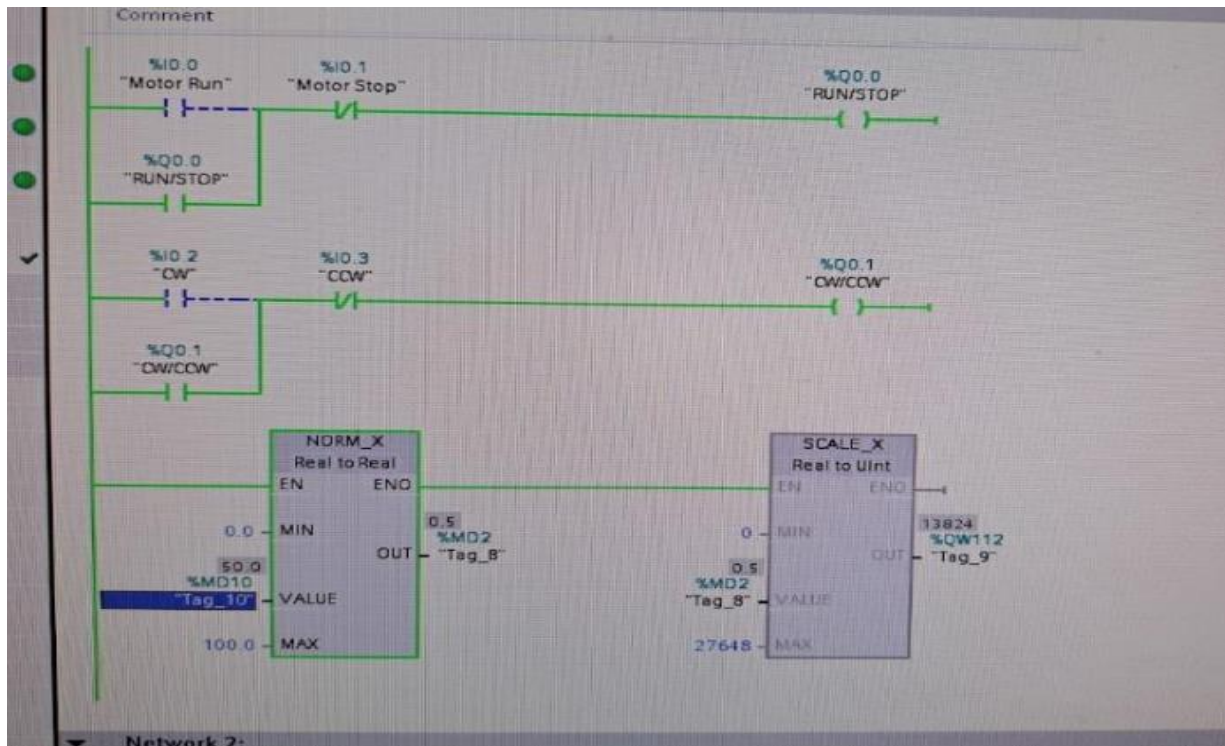 Comment
%I0.0
"Motor Run"
%I0.1
"Motor Stop"
%Q0.0
"RUN/STOP"
%Q0.0
"RUN/STOP"
%I0.2
"CW"
%I0.3
"CCW"
%Q0.1
"CW/CCW"
%Q0.1
"CW/CCW"
NORM_X
Real to Real
EN ENO
0.0 MIN
0.5
%MD2
OUT "Tag_8"
50.0
%MD10
"Tag_10" VALUE
100.0 MAX
SCALE_X
Real to UInt
EN ENO
0 MIN
13824
%QW112
OUT "Tag_9"
0.5
%MD2
"Tag_8" VALUE
27648 MAX
Network 2: